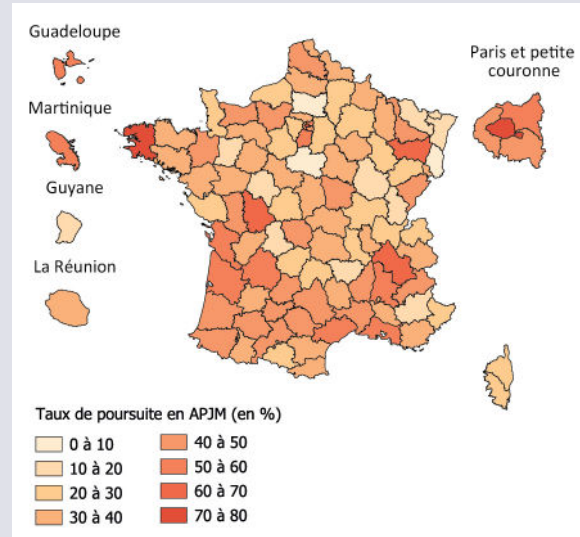 Guadeloupe
Martinique
Guyane
La Réunion
Paris et petite
couronne
Taux de poursuite en APJM (en %)
0 à 10
10 à 20
20 à 30
30 à 40
40 à 50
50 à 60
60 à 70
70 à 80